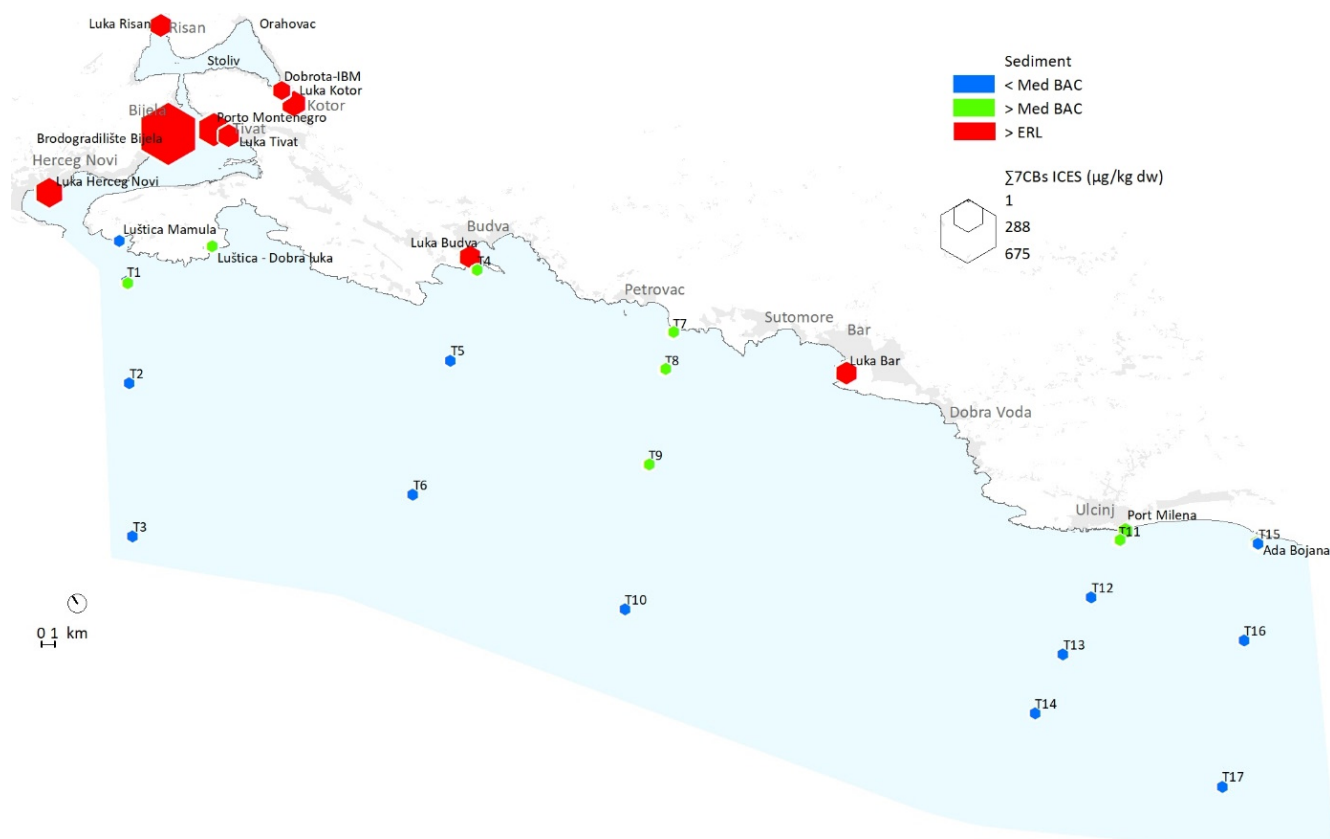 Luka Risan
Risan
Orahovac
Stoliv
Dobrota-IBM
Luka Kotor
Kotor
Bijela
Porto Montenegro
Tivat
Brodogradilište Bijela
Luka Tivat
Herceg Novi
Luka Herceg Novi
Luštica Mamula
Luštica - Dobra luka
T1
T2
T3
Budva
Luka Budva
T4
T5
T6
Petrovac
T7
T8
T9
T10
Sutomore
Bar
Luka Bar
Dobra Voda
Ulcinj
Port Milena
T11
T12
T13
T14
T15
Ada Bojana
T16
T17
Sediment
< Med BAC
> Med BAC
> ERL
∑7CBs ICES (µg/kg dw)
1
288
675
0 1 km